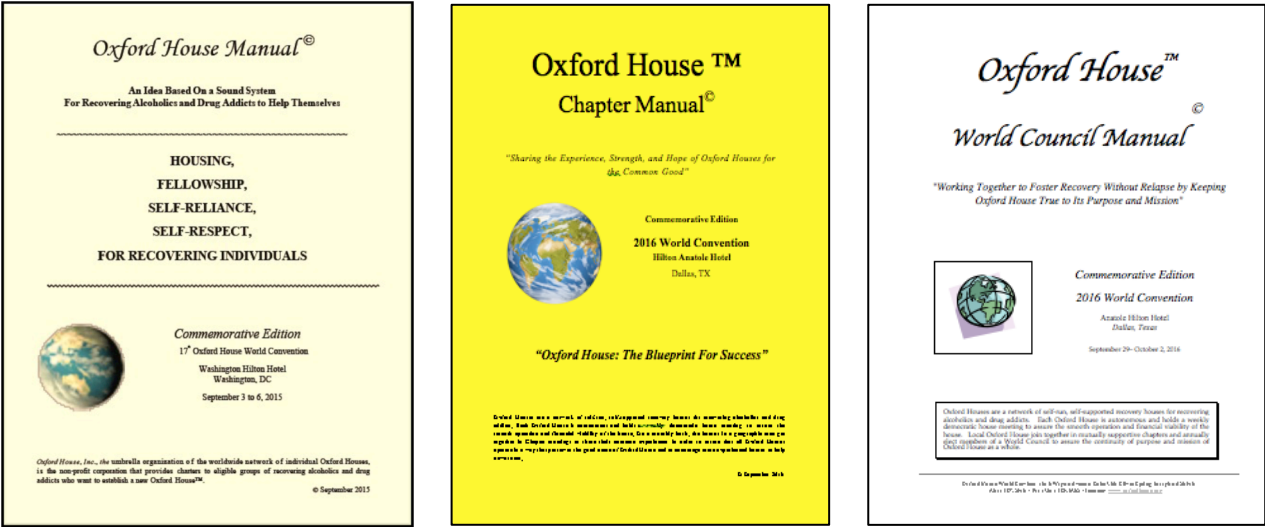 Oxford House Manual©
An Idea Based On a Sound System
For Recovering Alcoholics and Drug Addicts to Help Themselves
HOUSING,
FELLOWSHIP,
SELF-RELIANCE,
SELF-RESPECT,
FOR RECOVERING INDIVIDUALS
Commemorative Edition
17* Oxford House World Convention
Washington Hilton Hotel
Washington, DC
September 3 to 6, 2015
Oxford House, Inc., the umbrella organization of the worldwide network of individual Oxford Houses,
is the non-profit corporation that provides charters to eligible groups of recovering alcoholics and drug
addicts who want to establish a new Oxford House™.
© September 2015
Oxford House ™
Chapter Manual©
"Sharing the Experience, Strength, and Hope of Oxford Houses for
the Common Good"
Commemorative Edition
2016 World Convention
Hilton Anatole Hotel
Dallas, TX
“Oxford House: The Blueprint For Success”
© September 2016
Oxford House™
©
World Council Manual
"Working Together to Foster Recovery Without Relapse by Keeping
Oxford House True to Its Purpose and Mission"
Commemorative Edition
2016 World Convention
Anatole Hilton Hotel
Dallas, Texas
September 29– October 2, 2016
Oxford Houses are a network of self-run, self-supported recovery houses for recovering
alcoholics and drug addicts. Each Oxford House is autonomous and holds a weekly
democratic house meeting to assure the smooth operation and financial viability of the
house. Local Oxford House join together in mutually supportive chapters and annually
elect members of a World Council to assure the continuity of purpose and mission of
Oxford House as a whole.